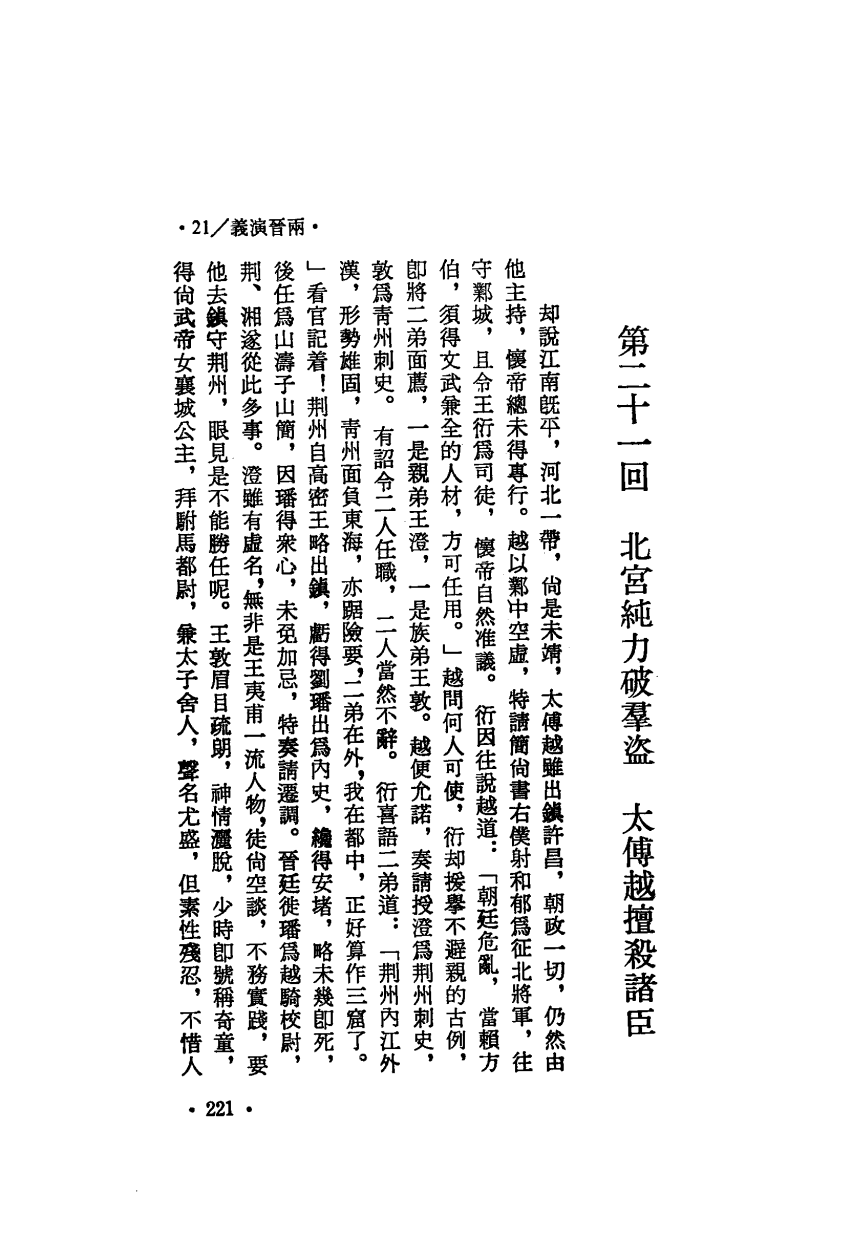 兩晉演義／21
第二十一回　北宮純力破羣盜　太傅越擅殺諸臣
却說江南旣平，河北一帶，尙是未靖，太傅越雖出鎭許昌，朝政一切，仍然由
他主持，懷帝總未得專行。越以鄴中空虛，特請簡尙書右僕射和郁爲征北將軍，往
守鄴城，且令王衍爲司徒，懷帝自然准議。衍因往說越道：「朝廷危亂，當賴方
伯，須得文武兼全的人材，方可任用。」越問何人可使，衍却援舉不避親的古例，
卽將二弟面薦，一是親弟王澄，一是族弟王敦。越便允諾，奏請授澄爲荆州刺史，
敦爲靑州刺史。有詔令二人任職，二人當然不辭。衍喜語二弟道：「荆州內江外
漢，形勢雄固，靑州面負東海，亦踞險要，二弟在外，我在都中，正好算作三窟了。
」看官記着！荆州自高密王略出鎭，虧得劉璠出爲內史，纔得安堵，略未幾卽死，
後任爲山濤子山簡，因璠得衆心，未免加忌，特奏請遷調。晉廷徙璠爲越騎校尉，
荆、湘遂從此多事。澄雖有虛名，無非是王夷甫一流人物，徒尙空談，不務實踐，要
他去鎭守荆州，眼見是不能勝任呢。王敦眉目疏朗，神情灑脫，少時卽號稱奇童，
得尙武帝女襄城公主，拜駙馬都尉，兼太子舍人，聲名尤盛，但素性殘忍，不惜人
• 221 •